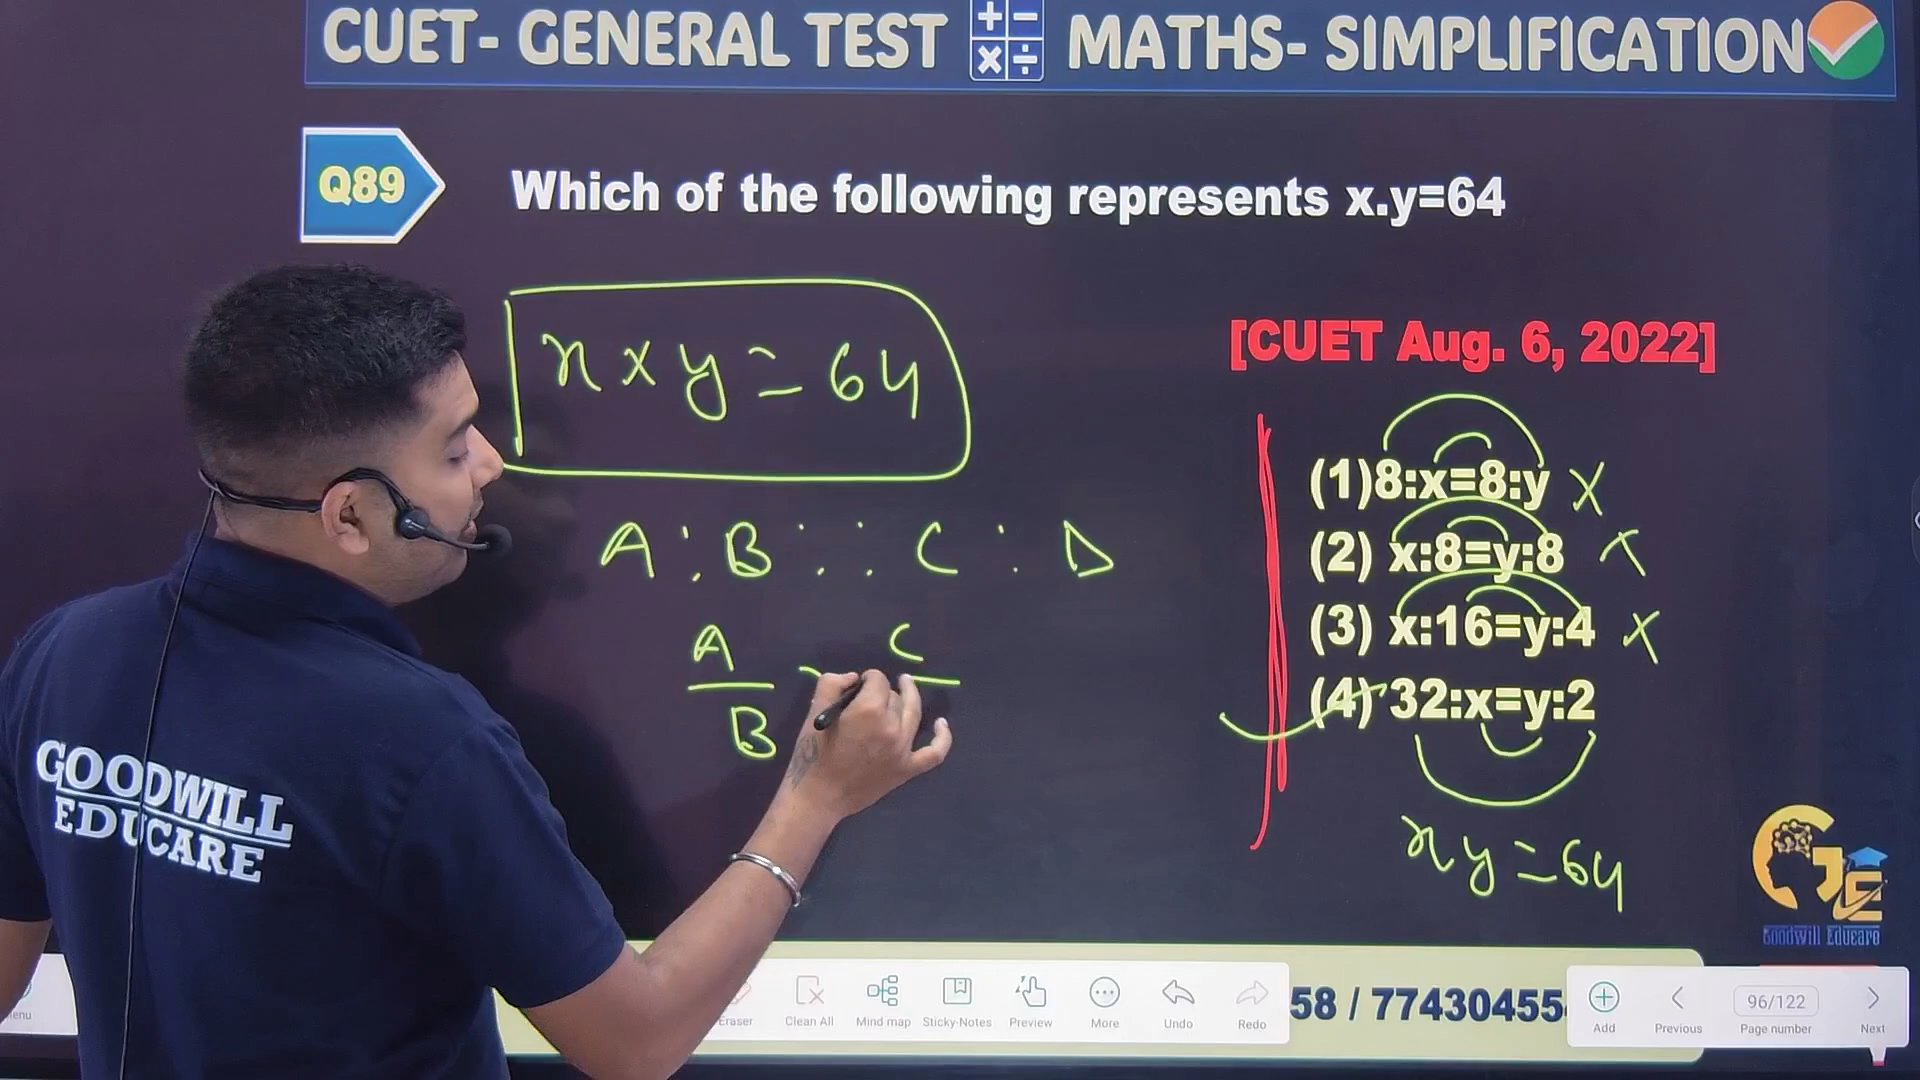 CUET- GENERAL TEST + - × ÷ MATHS- SIMPLIFICATION
Q89 Which of the following represents x.y=64
x × y = 64
[CUET Aug. 6, 2022]
(1)8:x=8:y X
(2) x:8=y:8
(3) x:16=y:4 X
(4) 32:x=y:2
A : B :: C : D
A C
B
xy = 64
GOODWILL
EDUCARE
GE
Goodwill Educare
Eraser Clean All Mind map Sticky-Notes Preview More Undo Redo
58 / 77430455
Add Previous 96/122 Page number Next